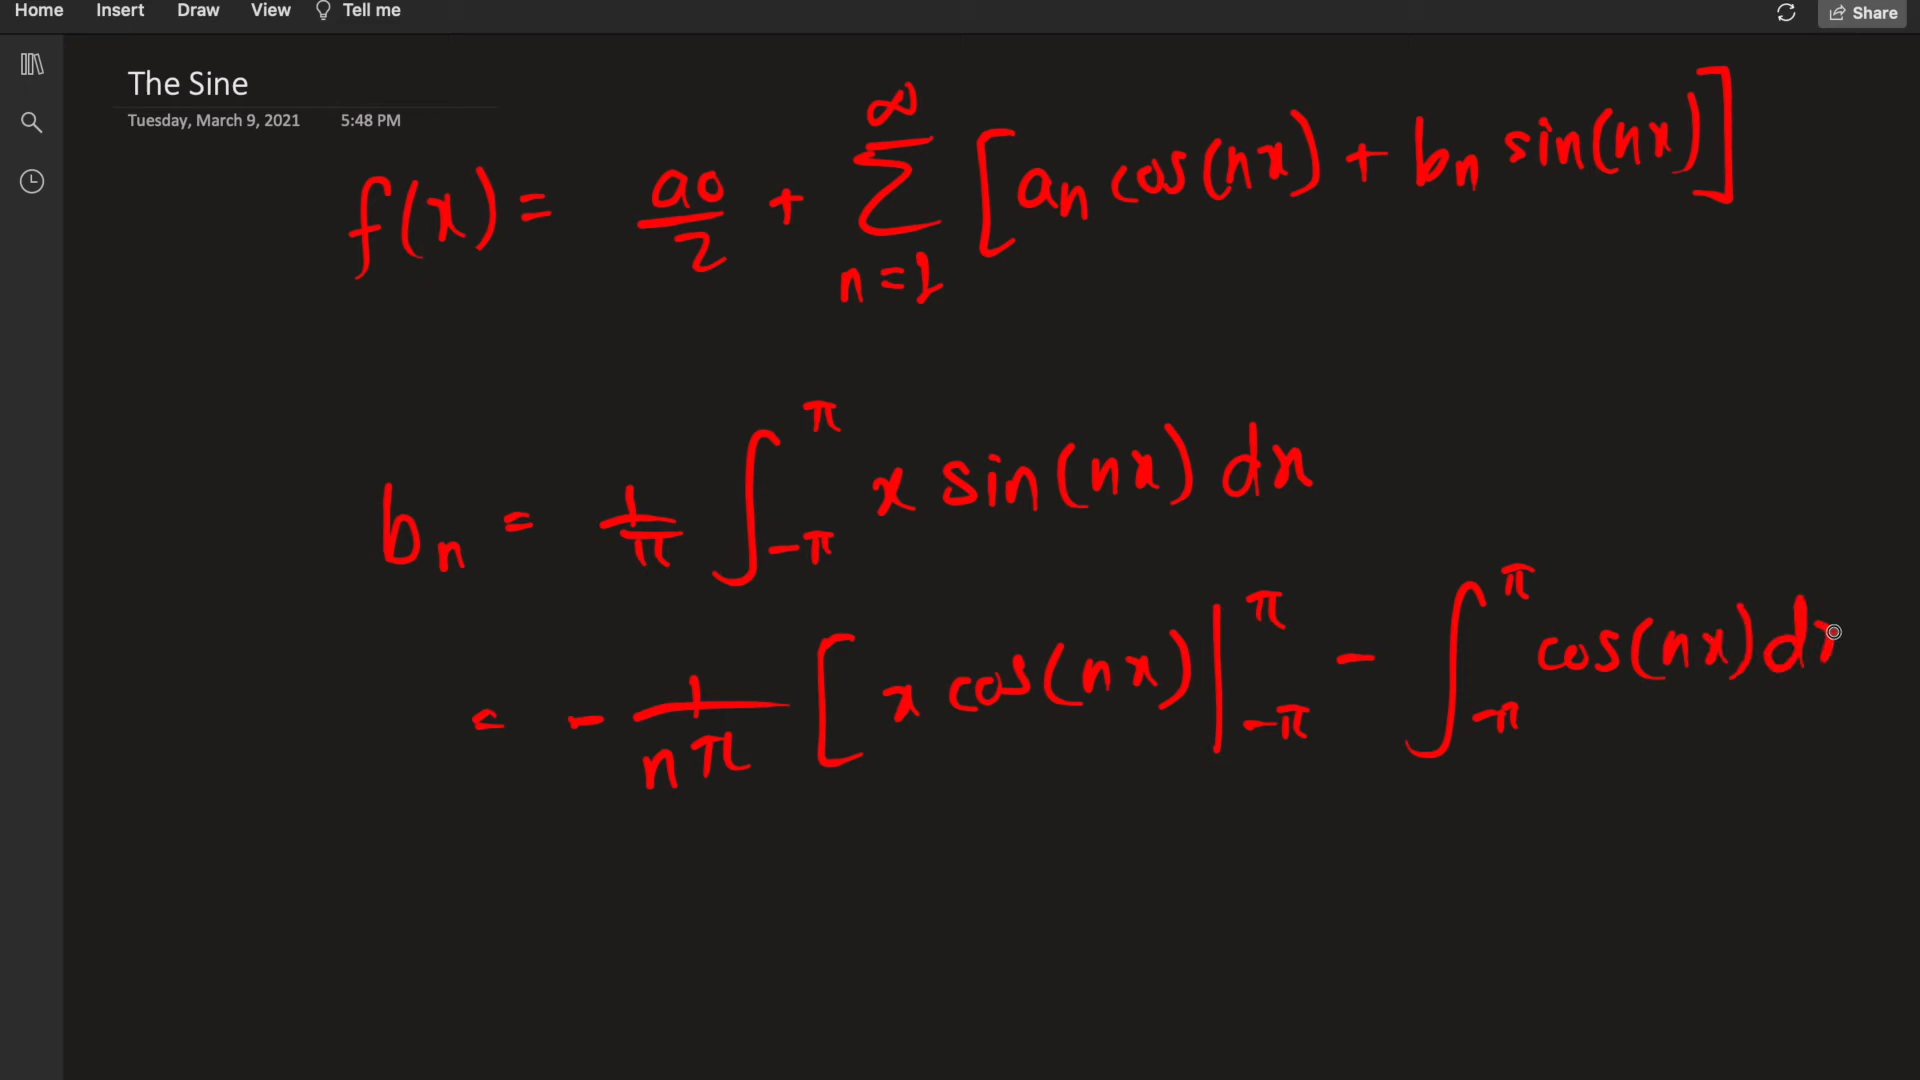 Home Insert Draw View Tell me Share
The Sine
Tuesday, March 9, 2021 5:48 PM
f(x) = a0/2 + ∑_{n=1}^{∞} [an cos(nx) + bn sin(nx)]
bn = 1/π ∫_{-π}^{π} x sin(nx) dx
= - 1/nπ [x cos(nx) |_{-π}^{π} - ∫_{-π}^{π} cos(nx) dx